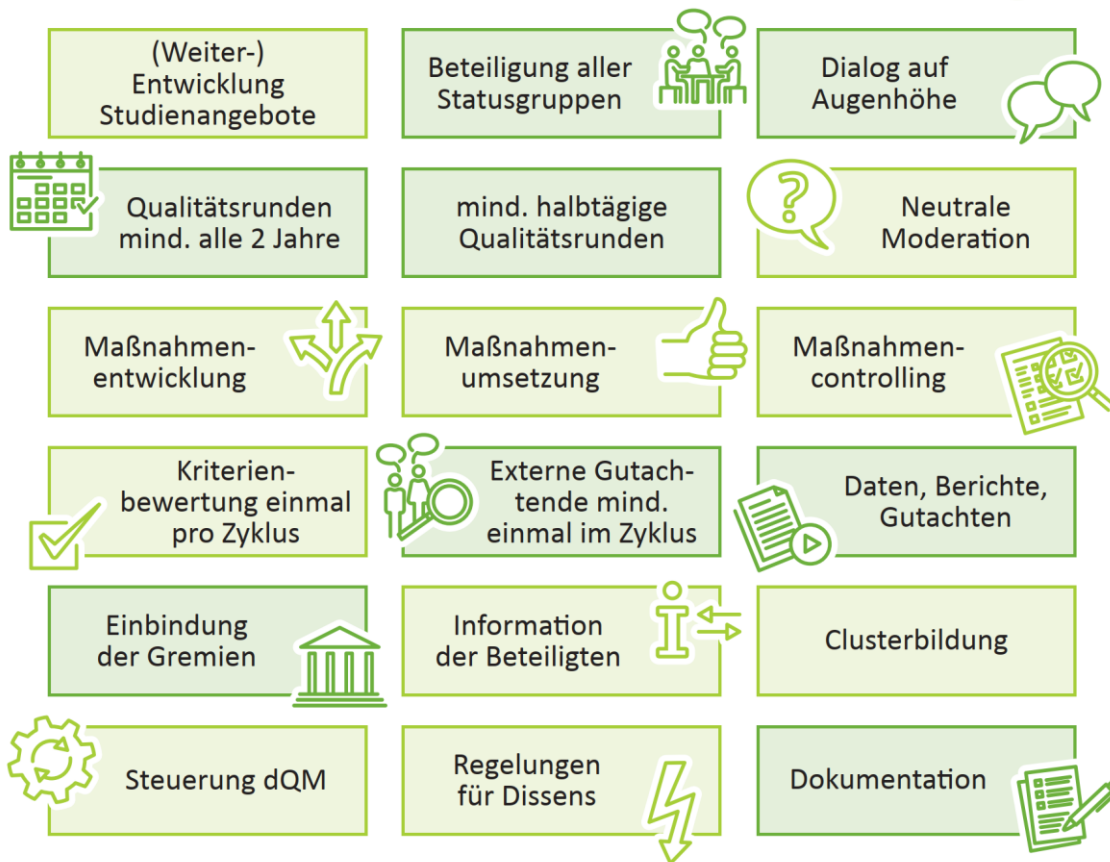 (Weiter-)
Entwicklung
Studienangebote
Beteiligung aller
Statusgruppen
Dialog auf
Augenhöhe
Qualitätsrunden
mind. alle 2 Jahre
mind. halbtägige
Qualitätsrunden
?
Neutrale
Moderation
Maßnahmen-
entwicklung
Maßnahmen-
umsetzung
Maßnahmen-
controlling
Kriterien-
bewertung einmal
pro Zyklus
Externe Gutach-
tende mind.
einmal im Zyklus
Daten, Berichte,
Gutachten
Einbindung
der Gremien
Information
der Beteiligten
i
Clusterbildung
Steuerung dQM
Regelungen
für Dissens
Dokumentation